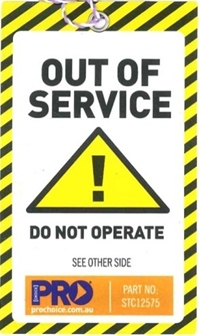 OUT OF
SERVICE
!
DO NOT OPERATE
SEE OTHER SIDE
PRO
prochoice.com.au
PART NO:
STC12575